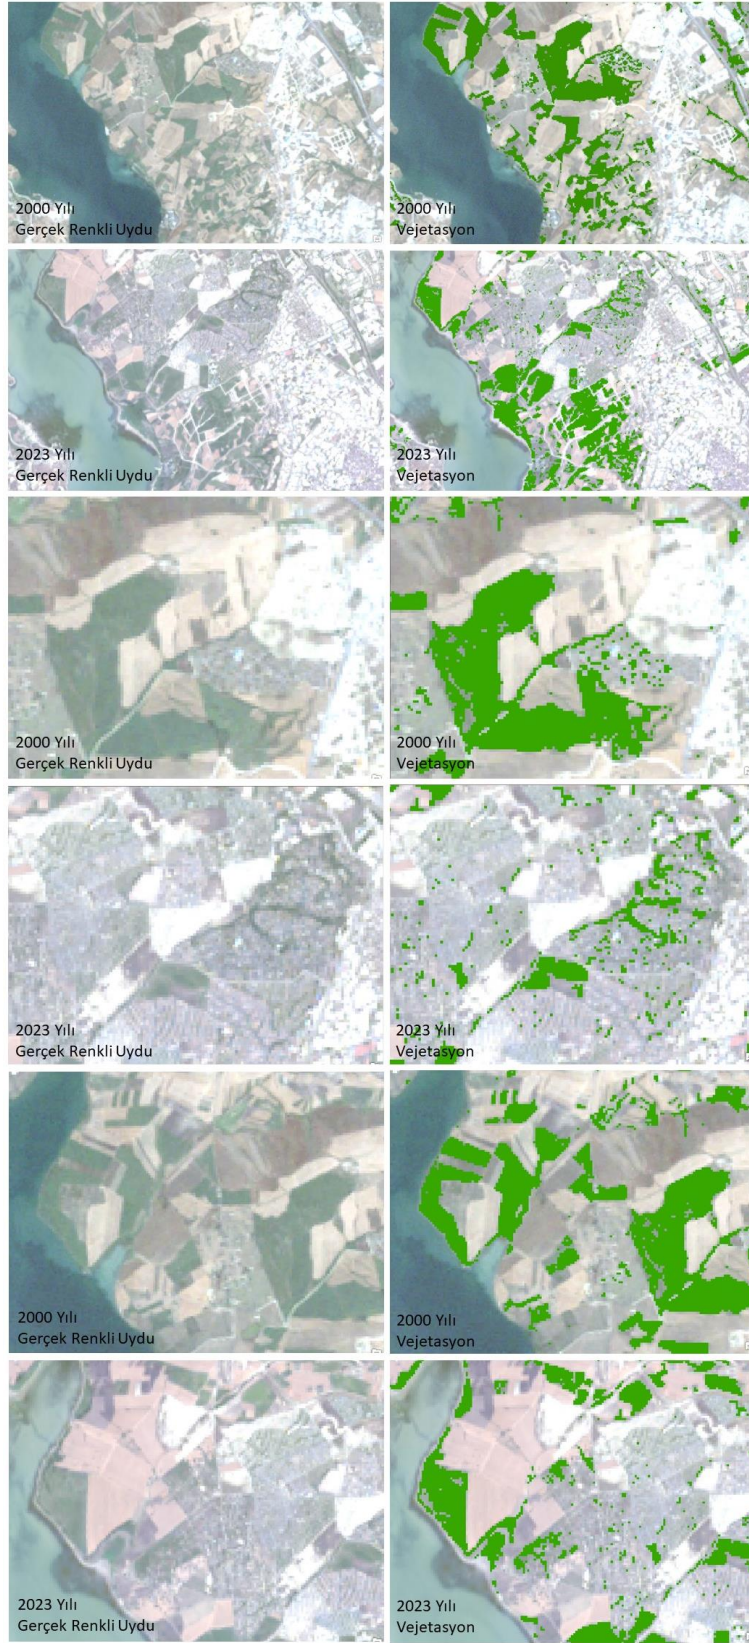 2000 Yılı
Gerçek Renkli Uydu
2000 Yılı
Vejetasyon
2023 Yılı
Gerçek Renkli Uydu
2023 Yılı
Vejetasyon
2000 Yılı
Gerçek Renkli Uydu
2000 Yılı
Vejetasyon
2023 Yılı
Gerçek Renkli Uydu
2023 Yılı
Vejetasyon
2000 Yılı
Gerçek Renkli Uydu
2000 Yılı
Vejetasyon
2023 Yılı
Gerçek Renkli Uydu
2023 Yılı
Vejetasyon